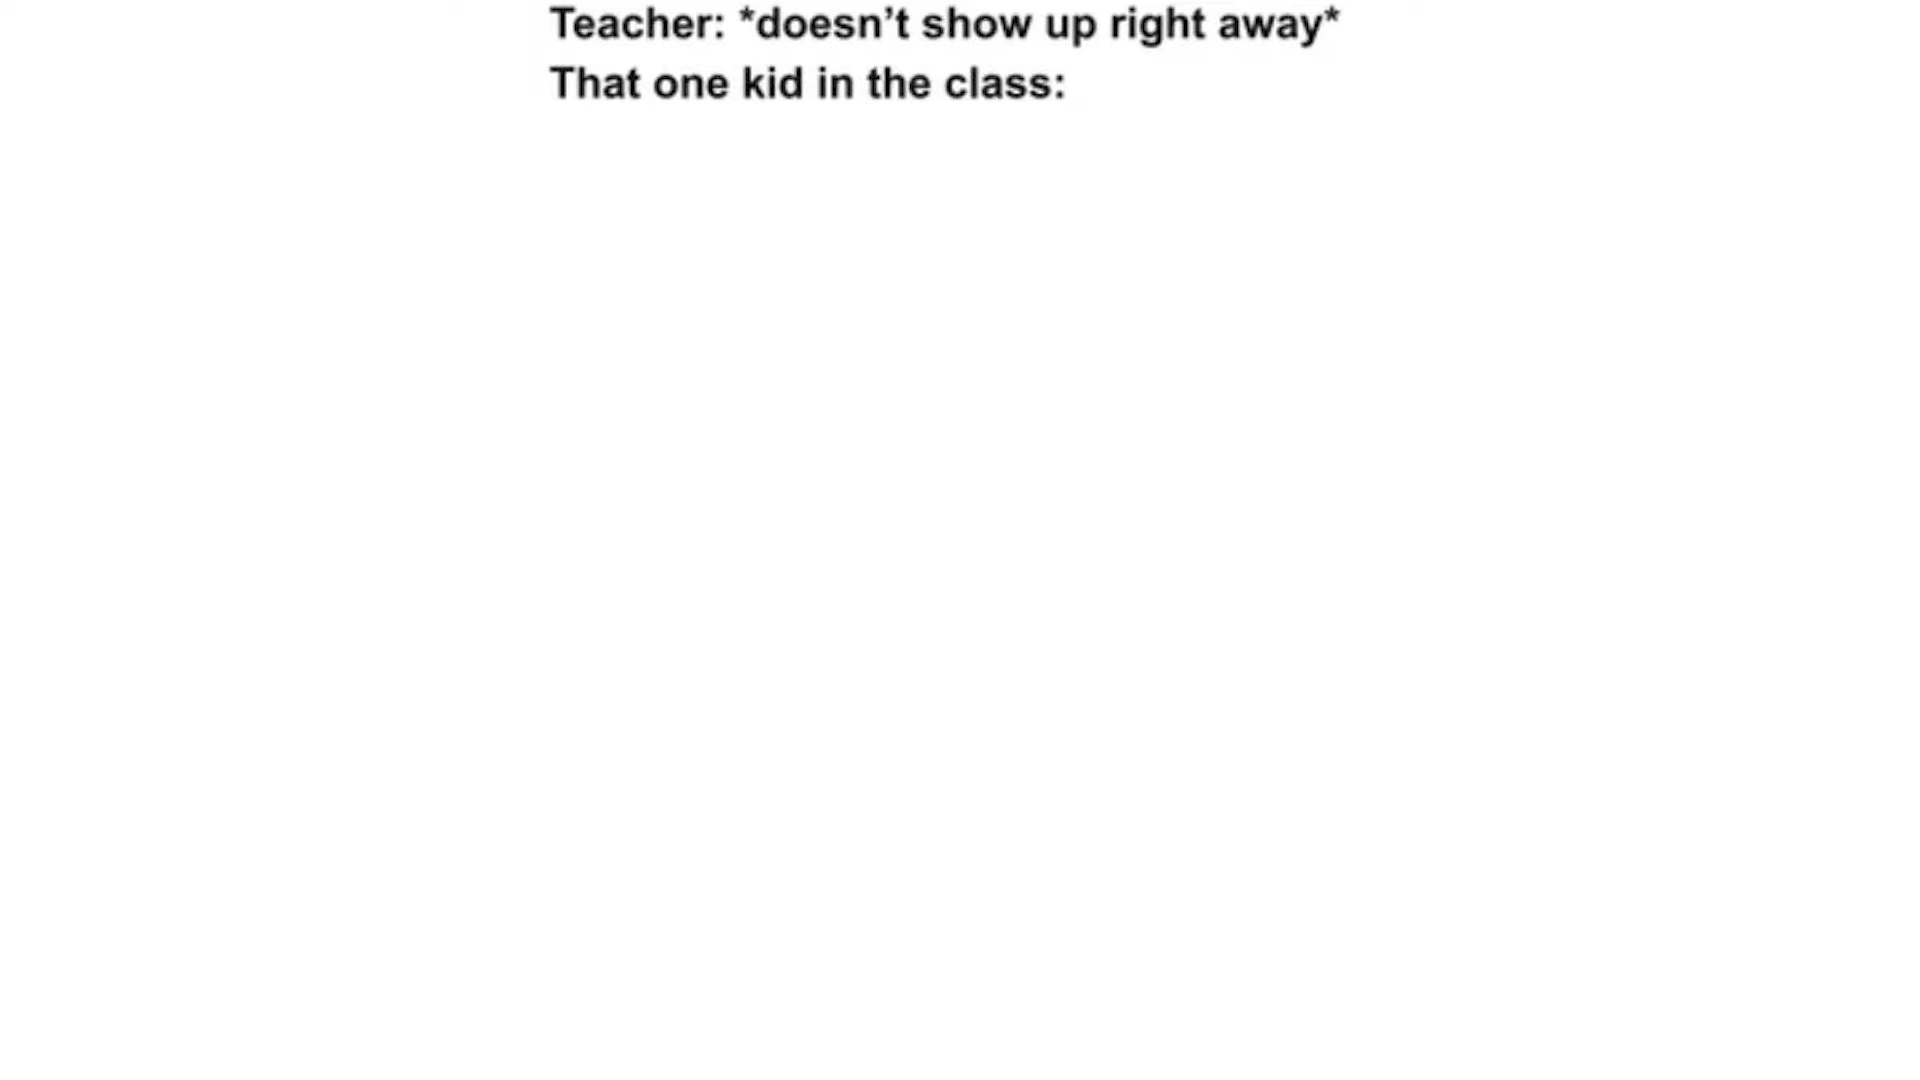 Teacher: *doesn’t show up right away*
That one kid in the class: